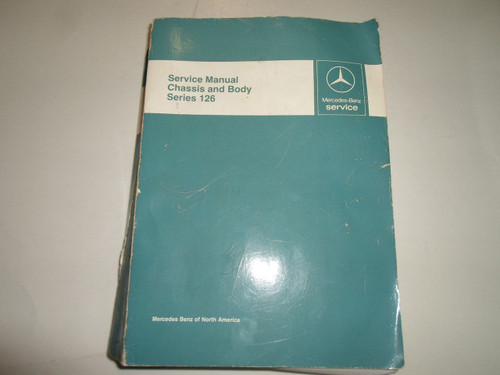 Service Manual
Chassis and Body
Series 126
Mercedes-Benz
service
Mercedes Benz of North America